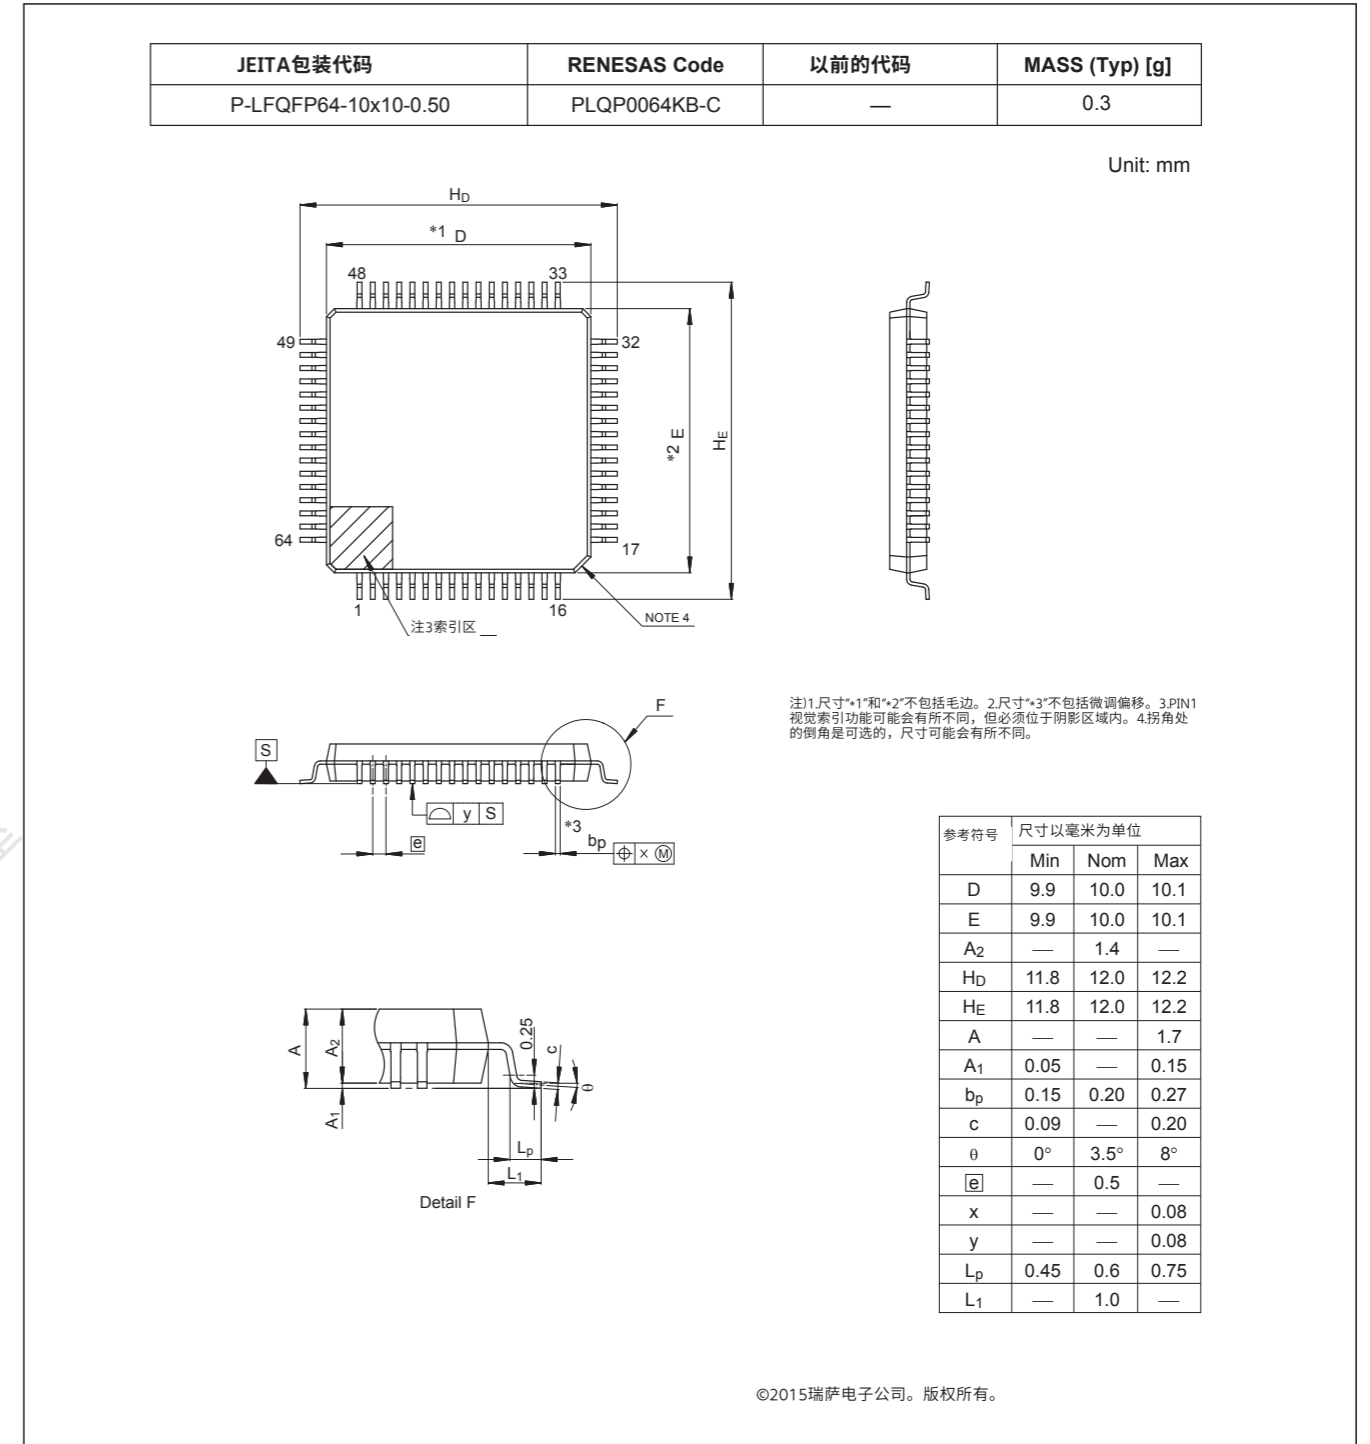 JEITA包装代码 RENESAS Code 以前的代码 MASS (Typ) [g]
P-LFQFP64-10x10-0.50 PLQP0064KB-C — 0.3
Unit: mm
HD
*1 D
48 33
49 32
*2 E
HE
64 17
1 16
注3索引区
NOTE 4
注)1.尺寸“*1”和“*2”不包括毛边。2.尺寸“*3”不包括微调偏移。3.PIN1
视觉索引功能可能会有所不同，但必须位于阴影区域内。4.拐角处
的倒角是可选的，尺寸可能会有所不同。
F
S
y S
*3
e bp x Ⓜ
参考符号 尺寸以毫米为单位
Min Nom Max
D 9.9 10.0 10.1
E 9.9 10.0 10.1
A2 — 1.4 —
HD 11.8 12.0 12.2
HE 11.8 12.0 12.2
A — — 1.7
A1 0.05 — 0.15
bp 0.15 0.20 0.27
c 0.09 — 0.20
θ 0° 3.5° 8°
e — 0.5 —
x — — 0.08
y — — 0.08
Lp 0.45 0.6 0.75
L1 — 1.0 —
A A2 A1 0.25 c θ
Lp
L1
Detail F
©2015瑞萨电子公司。版权所有。